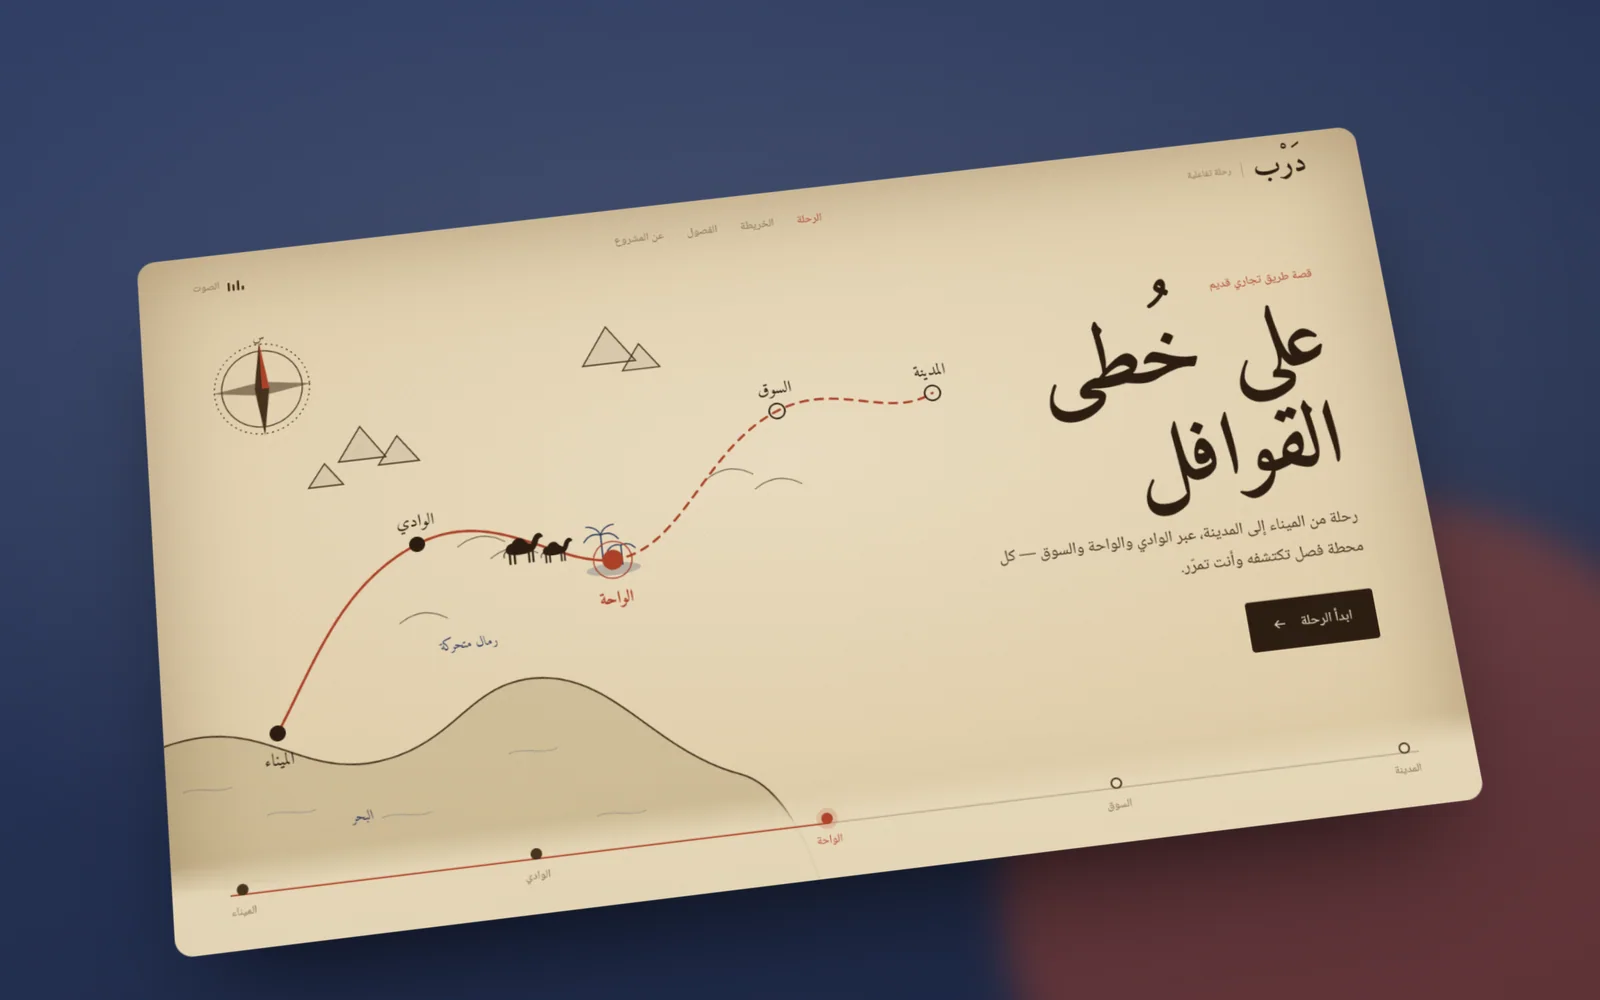 دَرْب
رحلة تفاعلية
الرحلة
الخريطة
الفصول
عن المشروع
الصوت
قصة طريق تجاري قديم
على خُطى
القوافل
رحلة من الميناء إلى المدينة، عبر الوادي والواحة والسوق — كل
محطة فصل تكتشفه وأنت تمرّر.
ابدأ الرحلة ←
المدينة
السوق
الوادي
الواحة
رمال متحركة
الميناء
البحر
المدينة
السوق
الواحة
الوادي
الميناء